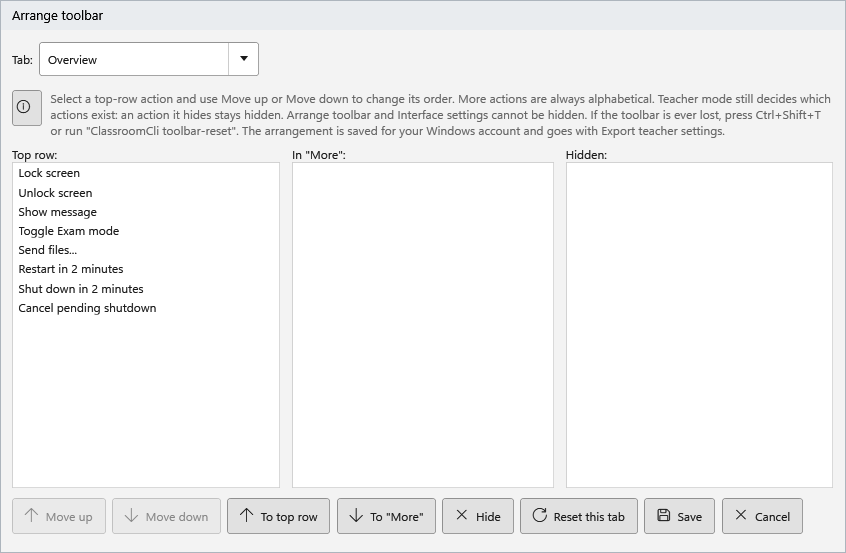 Arrange toolbar
Tab: Overview
Select a top-row action and use Move up or Move down to change its order. More actions are always alphabetical. Teacher mode still decides which
actions exist: an action it hides stays hidden. Arrange toolbar and Interface settings cannot be hidden. If the toolbar is ever lost, press Ctrl+Shift+T
or run "ClassroomCli toolbar-reset". The arrangement is saved for your Windows account and goes with Export teacher settings.
Top row: In "More": Hidden:
Lock screen
Unlock screen
Show message
Toggle Exam mode
Send files...
Restart in 2 minutes
Shut down in 2 minutes
Cancel pending shutdown
Move up Move down To top row To "More" Hide Reset this tab Save Cancel